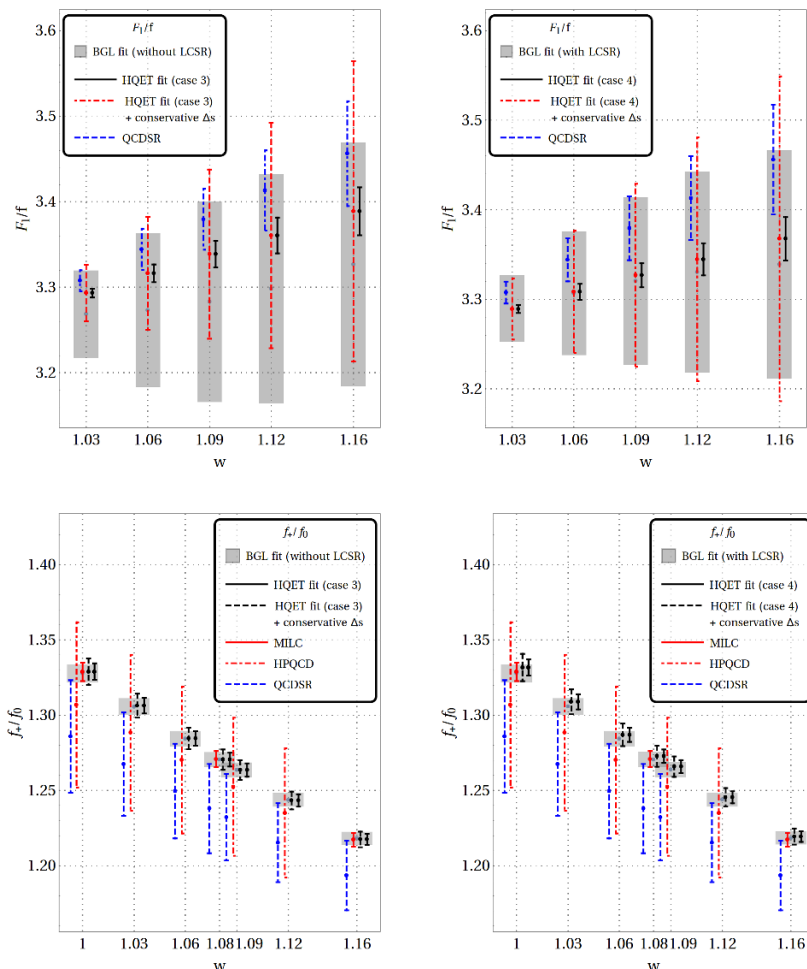 F₁/f
BGL fit (without LCSR)
HQET fit (case 3)
HQET fit (case 3)
+ conservative Δs
QCDSR
3.6
3.5
3.4
3.3
3.2
F₁/f
1.03
1.06
1.09
1.12
1.16
w
F₁/f
BGL fit (with LCSR)
HQET fit (case 4)
HQET fit (case 4)
+ conservative Δs
QCDSR
3.6
3.5
3.4
3.3
3.2
F₁/f
1.03
1.06
1.09
1.12
1.16
w
f₊/f₀
BGL fit (without LCSR)
HQET fit (case 3)
HQET fit (case 3)
+ conservative Δs
MILC
HPQCD
QCDSR
1.40
1.35
1.30
1.25
1.20
f₊/f₀
1
1.03
1.06
1.08
1.09
1.12
1.16
w
f₊/f₀
BGL fit (with LCSR)
HQET fit (case 4)
HQET fit (case 4)
+ conservative Δs
MILC
HPQCD
QCDSR
1.40
1.35
1.30
1.25
1.20
f₊/f₀
1
1.03
1.06
1.08
1.09
1.12
1.16
w